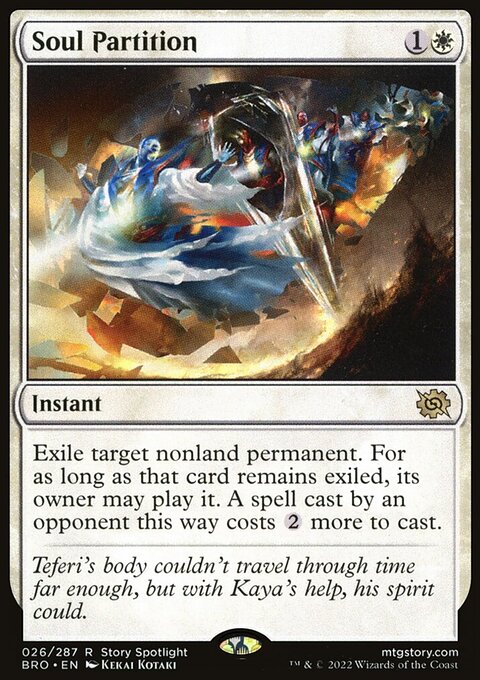 Soul Partition 1
Instant
Exile target nonland permanent. For
as long as that card remains exiled, its
owner may play it. A spell cast by an
opponent this way costs 2 more to cast.
Teferi's body couldn't travel through time
far enough, but with Kaya's help, his spirit
could.
026/287 R Story Spotlight
BRO • EN Kekai Kotaki
mtgstory.com
™ & © 2022 Wizards of the Coast